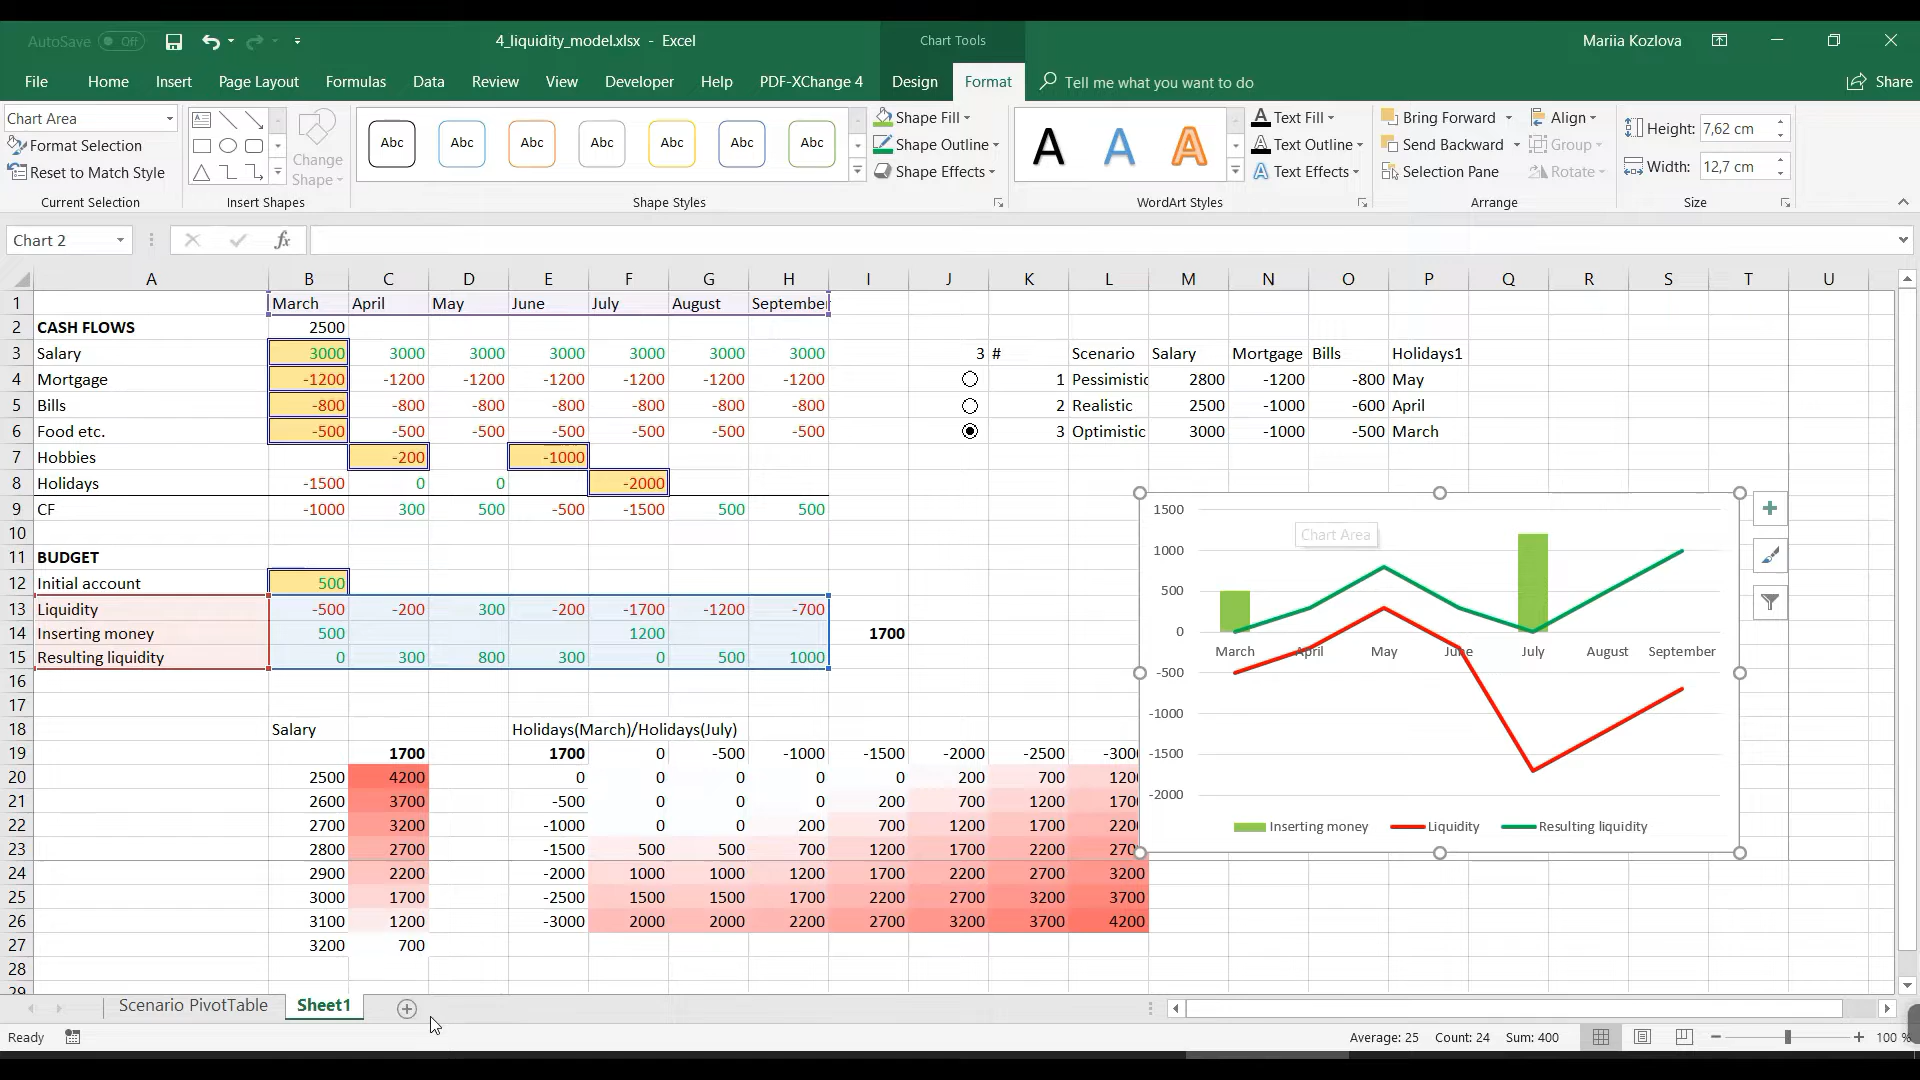 AutoSave Off 4_liquidity_model.xlsx - Excel Chart Tools Mariia Kozlova
File Home Insert Page Layout Formulas Data Review View Developer Help PDF-XChange 4 Design Format Tell me what you want to do Share
Chart Area
Format Selection
Reset to Match Style
Current Selection
Change
Shape
Insert Shapes
Abc Abc Abc Abc Abc Abc Abc
Shape Styles
Shape Fill
Shape Outline
Shape Effects
A A A
WordArt Styles
Text Fill
Text Outline
Text Effects
Bring Forward
Send Backward
Selection Pane
Align
Group
Rotate
Arrange
Height: 7,62 cm
Width: 12,7 cm
Size
Chart 2 fx
A B C D E F G H I J K L M N O P Q R S T U
1 March April May June July August September
2 CASH FLOWS 2500
3 Salary 3000 3000 3000 3000 3000 3000 3000 3 # Scenario Salary Mortgage Bills Holidays1
4 Mortgage -1200 -1200 -1200 -1200 -1200 -1200 -1200 1 Pessimistic 2800 -1200 -800 May
5 Bills -800 -800 -800 -800 -800 -800 -800 2 Realistic 2500 -1000 -600 April
6 Food etc. -500 -500 -500 -500 -500 -500 -500 3 Optimistic 3000 -1000 -500 March
7 Hobbies -200 -1000
8 Holidays -1500 0 0 -2000
9 CF -1000 300 500 -500 -1500 500 500
10
11 BUDGET
12 Initial account 500
13 Liquidity -500 -200 300 -200 -1700 -1200 -700
14 Inserting money 500 1200 1700
15 Resulting liquidity 0 300 800 300 0 500 1000
16
17
18 Salary Holidays(March)/Holidays(July)
19 1700 1700 0 -500 -1000 -1500 -2000 -2500 -3000
20 2500 4200 0 0 0 0 0 200 700 120
21 2600 3700 -500 0 0 0 200 700 1200 170
22 2700 3200 -1000 0 0 200 700 1200 1700 220
23 2800 2700 -1500 500 500 700 1200 1700 2200 270
24 2900 2200 -2000 1000 1000 1200 1700 2200 2700 3200
25 3000 1700 -2500 1500 1500 1700 2200 2700 3200 3700
26 3100 1200 -3000 2000 2000 2200 2700 3200 3700 4200
27 3200 700
28
29
1500
1000
500
0
-500
-1000
-1500
-2000
Chart Area
March April May June July August September
Inserting money Liquidity Resulting liquidity
Scenario PivotTable Sheet1
Ready Average: 25 Count: 24 Sum: 400 100 %